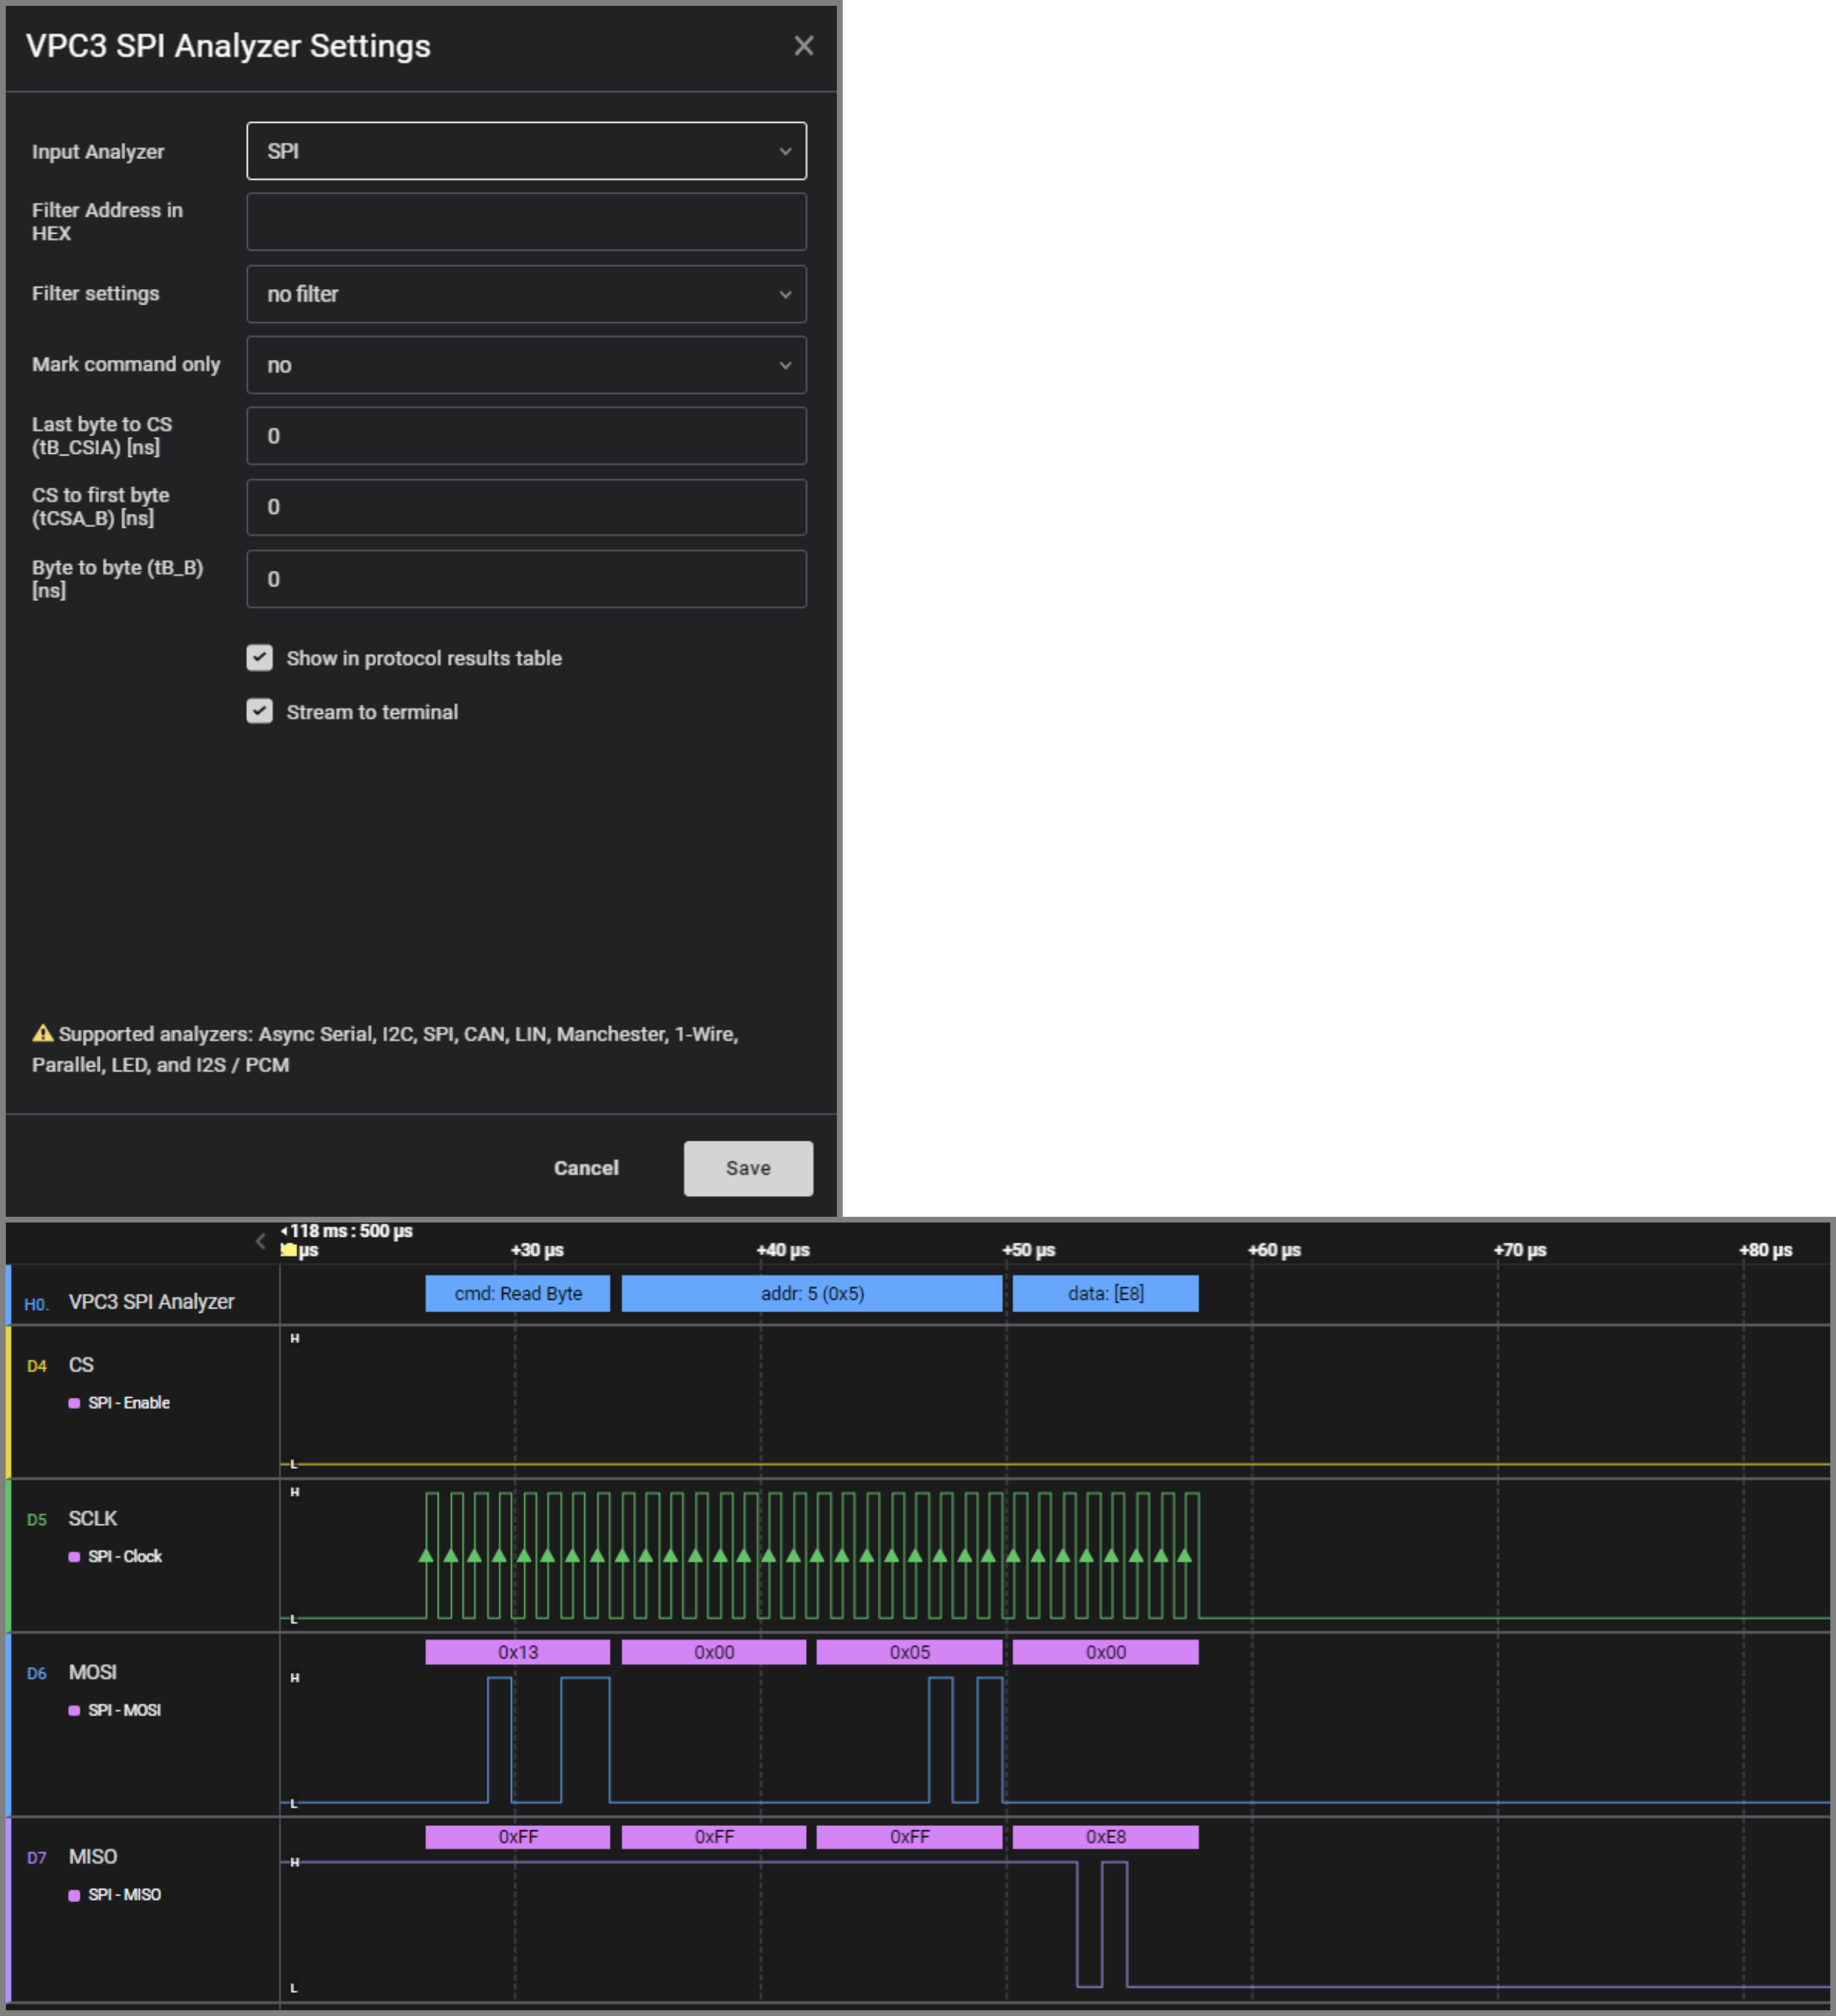 VPC3 SPI Analyzer Settings
Input Analyzer
SPI
Filter Address in
HEX
Filter settings
no filter
Mark command only
no
Last byte to CS
(tB_CSIA) [ns]
0
CS to first byte
(tCSA_B) [ns]
0
Byte to byte (tB_B)
[ns]
0
Show in protocol results table
Stream to terminal
Supported analyzers: Async Serial, I2C, SPI, CAN, LIN, Manchester, 1-Wire,
Parallel, LED, and I2S / PCM
Cancel
Save
118 ms : 500 µs
µs +30 µs +40 µs +50 µs +60 µs +70 µs +80 µs
H0. VPC3 SPI Analyzer
cmd: Read Byte addr: 5 (0x5) data: [E8]
H
D4 CS
SPI - Enable
L
H
D5 SCLK
SPI - Clock
L
0x13 0x00 0x05 0x00
D6 MOSI
H
SPI - MOSI
L
0xFF 0xFF 0xFF 0xE8
D7 MISO
H
SPI - MISO
L